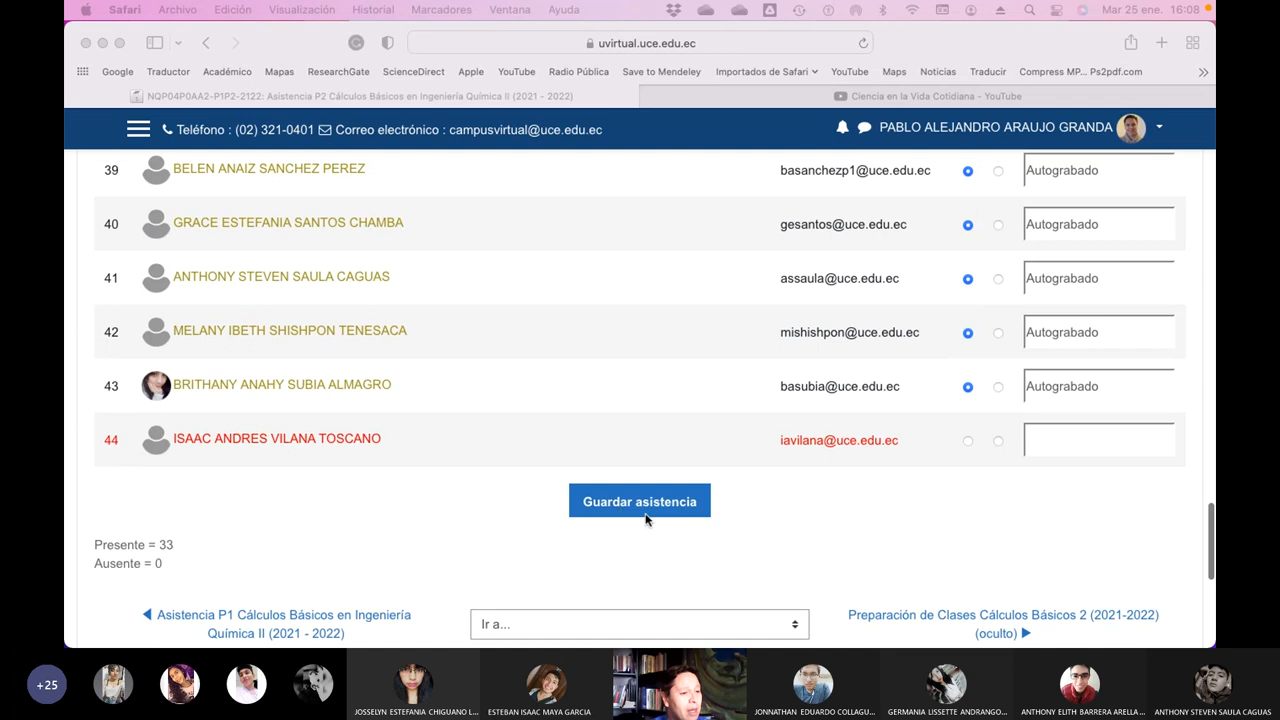 Safari Archivo Edición Visualización Historial Marcadores Ventana Ayuda Mar 25 ene. 16:08
uvirtual.uce.edu.ec
Google Traductor Académico Mapas ResearchGate ScienceDirect Apple YouTube Radio Pública Save to Mendeley Importados de Safari YouTube Maps Noticias Traducir Compress MP... Ps2pdf.com
NQP04P0AA2-P1P2-2122: Asistencia P2 Cálculos Básicos en Ingeniería Química II (2021 - 2022) Ciencia en la Vida Cotidiana - YouTube
Teléfono : (02) 321-0401 Correo electrónico : campusvirtual@uce.edu.ec PABLO ALEJANDRO ARAUJO GRANDA
39 BELEN ANAIZ SANCHEZ PEREZ basanchezp1@uce.edu.ec Autograbado
40 GRACE ESTEFANIA SANTOS CHAMBA gesantos@uce.edu.ec Autograbado
41 ANTHONY STEVEN SAULA CAGUAS assaula@uce.edu.ec Autograbado
42 MELANY IBETH SHISHPON TENESACA mishishpon@uce.edu.ec Autograbado
43 BRITHANY ANAHY SUBIA ALMAGRO basubia@uce.edu.ec Autograbado
44 ISAAC ANDRES VILANA TOSCANO iavilana@uce.edu.ec
Guardar asistencia
Presente = 33
Ausente = 0
Asistencia P1 Cálculos Básicos en Ingeniería
Química II (2021 - 2022)
Ir a...
Preparación de Clases Cálculos Básicos 2 (2021-2022)
(oculto)
+25
JOSSELYN ESTEFANIA CHIGUANO L... ESTEBAN ISAAC MAYA GARCIA JONNATHAN EDUARDO COLLAGU... GERMANIA LISSETTE ANDRANGO... ANTHONY ELITH BARRERA ARELLA ... ANTHONY STEVEN SAULA CAGUAS